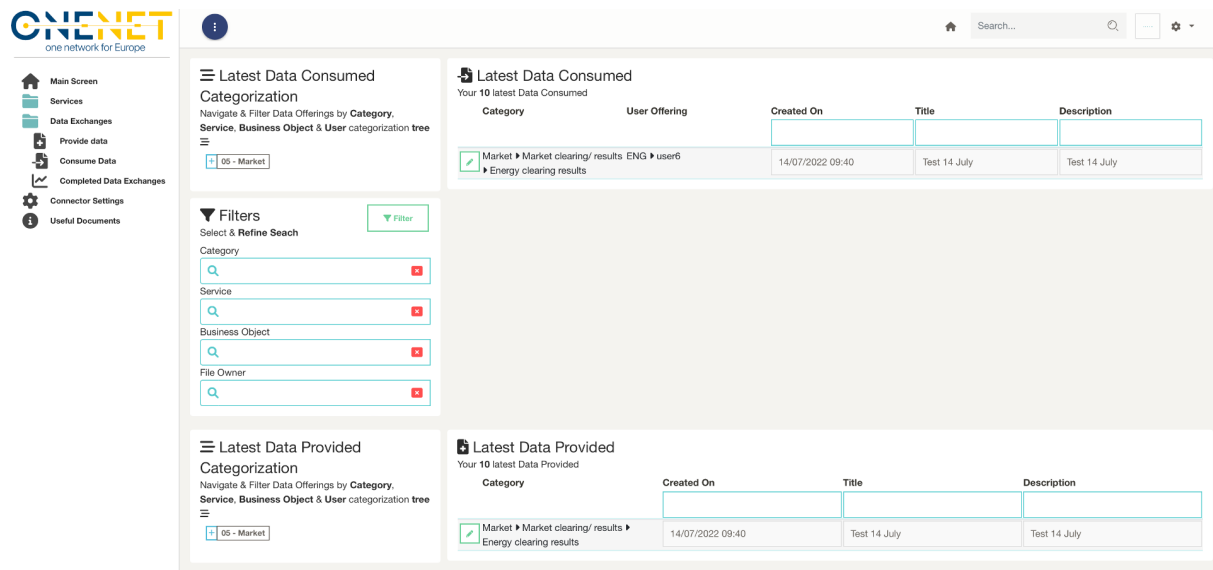 ONENET
one network for Europe
Search...
Main Screen
Services
Data Exchanges
Provide data
Consume Data
Completed Data Exchanges
Connector Settings
Useful Documents
Latest Data Consumed
Categorization
Navigate & Filter Data Offerings by Category,
Service, Business Object & User categorization tree
+ 05 - Market
Latest Data Consumed
Your 10 latest Data Consumed
Category User Offering Created On Title Description
Market Market clearing/ results ENG user6 14/07/2022 09:40 Test 14 July Test 14 July
Energy clearing results
Filters
Filter
Select & Refine Seach
Category
Service
Business Object
File Owner
Latest Data Provided
Categorization
Navigate & Filter Data Offerings by Category,
Service, Business Object & User categorization tree
+ 05 - Market
Latest Data Provided
Your 10 latest Data Provided
Category Created On Title Description
Market Market clearing/ results 14/07/2022 09:40 Test 14 July Test 14 July
Energy clearing results